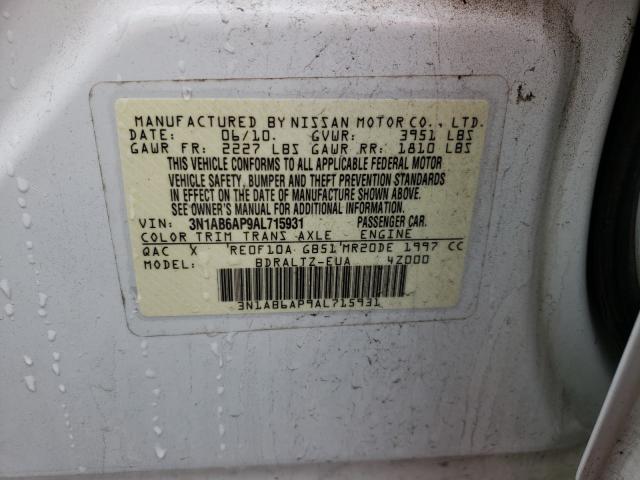 MANUFACTURED BY NISSAN MOTOR CO., LTD.
DATE: 06/10. GVWR: 3951 LBS
GAWR FR: 2227 LBS GAWR RR: 1810 LBS
THIS VEHICLE CONFORMS TO ALL APPLICABLE FEDERAL MOTOR
VEHICLE SAFETY, BUMPER AND THEFT PREVENTION STANDARDS
IN EFFECT ON THE DATE OF MANUFACTURE SHOWN ABOVE.
SEE OWNER'S MANUAL FOR ADDITIONAL INFORMATION.
VIN: 3N1AB6AP9AL715931 PASSENGER CAR.
COLOR TRIM TRANS AXLE ENGINE
QAC X RE0F10A GB51 MR20DE 1997 CC
MODEL: BDRALTZ-EUA 4Z000
3N1AB6AP9AL715931